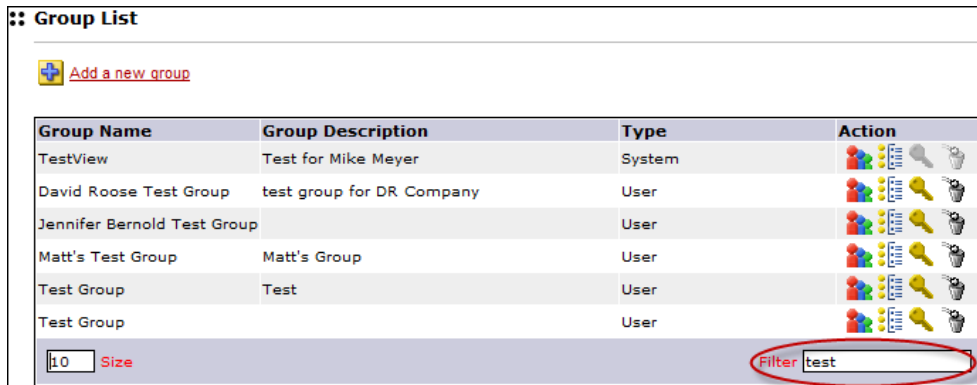 Group List
Add a new group
Group Name Group Description Type Action
TestView Test for Mike Meyer System
David Roose Test Group test group for DR Company User
Jennifer Bernold Test Group User
Matt's Test Group Matt's Group User
Test Group Test User
Test Group User
10 Size Filter test